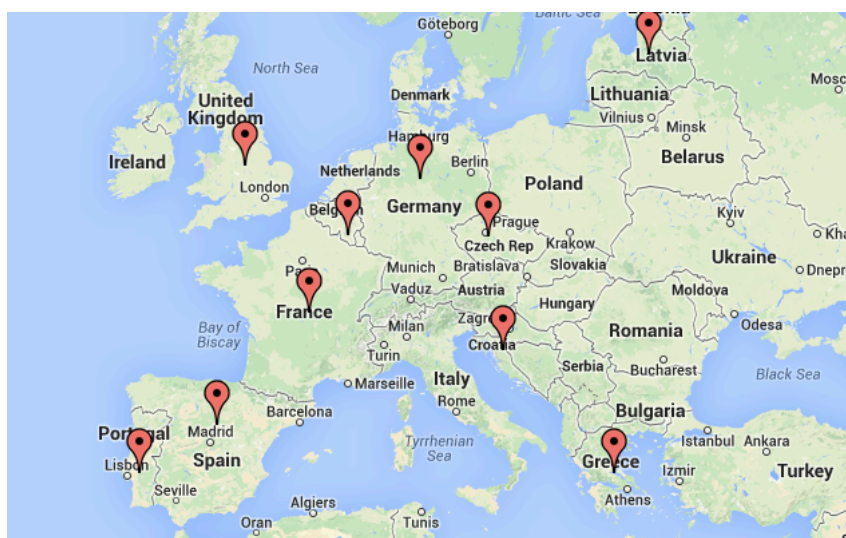 Göteborg
Baltic Sea
North Sea
Latvia
Mosc
United
Kingdom
Denmark
Lithuania
Vilnius
Minsk
Hamburg
Ireland
Netherlands
Berlin
Belarus
London
Poland
Belgium
Germany
Prague
Kyiv
Kha
Czech Rep
Krakow
Ukraine
Paris
Munich
Bratislava
Slovakia
Dnepr
Vaduz
Austria
Moldova
France
Hungary
Zagreb
Bay of
Biscay
Milan
Croatia
Romania
Odesa
Turin
Serbia
Bucharest
Black Sea
Marseille
Italy
Barcelona
Rome
Bulgaria
Portugal
Madrid
Tyrrhenian
Sea
Istanbul
Ankara
Lisbon
Spain
Greece
Izmir
Turkey
Seville
Athens
Algiers
Tunis
Oran